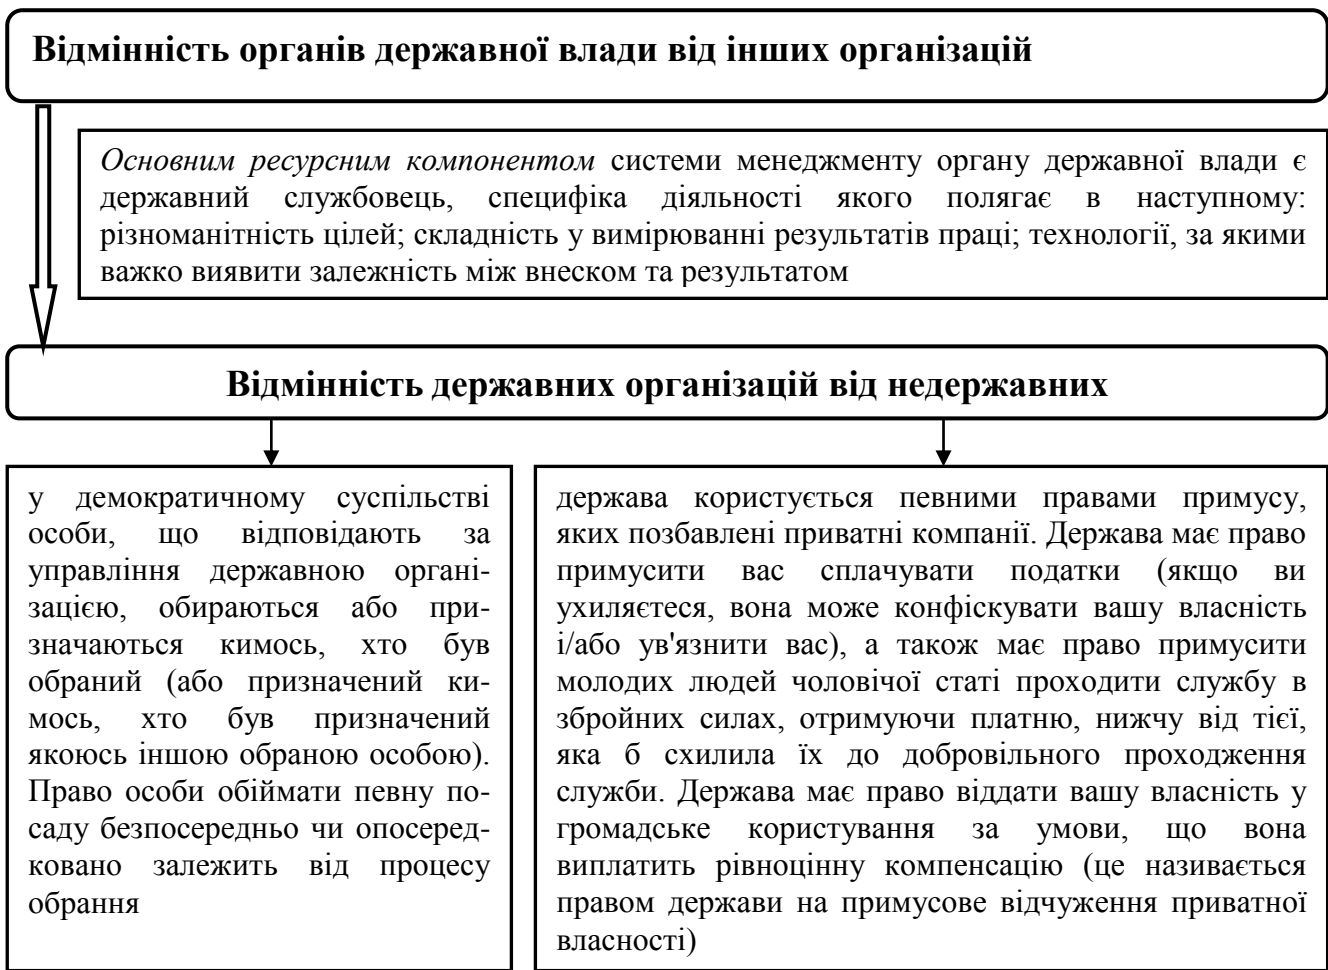 Відмінність органів державної влади від інших організацій
Основним ресурсним компонентом системи менеджменту органу державної влади є
державний службовець, специфіка діяльності якого полягає в наступному:
різноманітність цілей; складність у вимірюванні результатів праці; технології, за якими
важко виявити залежність між внеском та результатом
Відмінність державних організацій від недержавних
у демократичному суспільстві
особи, що відповідають за
управління державною органі-
зацією, обираються або при-
значаються кимось, хто був
обраний (або призначений ки-
мось, хто був призначений
якоюсь іншою обраною особою).
Право особи обіймати певну по-
саду безпосередньо чи опосеред-
ковано залежить від процесу
обрання
держава користується певними правами примусу,
яких позбавлені приватні компанії. Держава має право
примусити вас сплачувати податки (якщо ви
ухиляєтеся, вона може конфіскувати вашу власність
і/або ув'язнити вас), а також має право примусити
молодих людей чоловічої статі проходити службу в
збройних силах, отримуючи платню, нижчу від тієї,
яка б схилила їх до добровільного проходження
служби. Держава має право віддати вашу власність у
громадське користування за умови, що вона
виплатить рівноцінну компенсацію (це називається
правом держави на примусове відчуження приватної
власності)